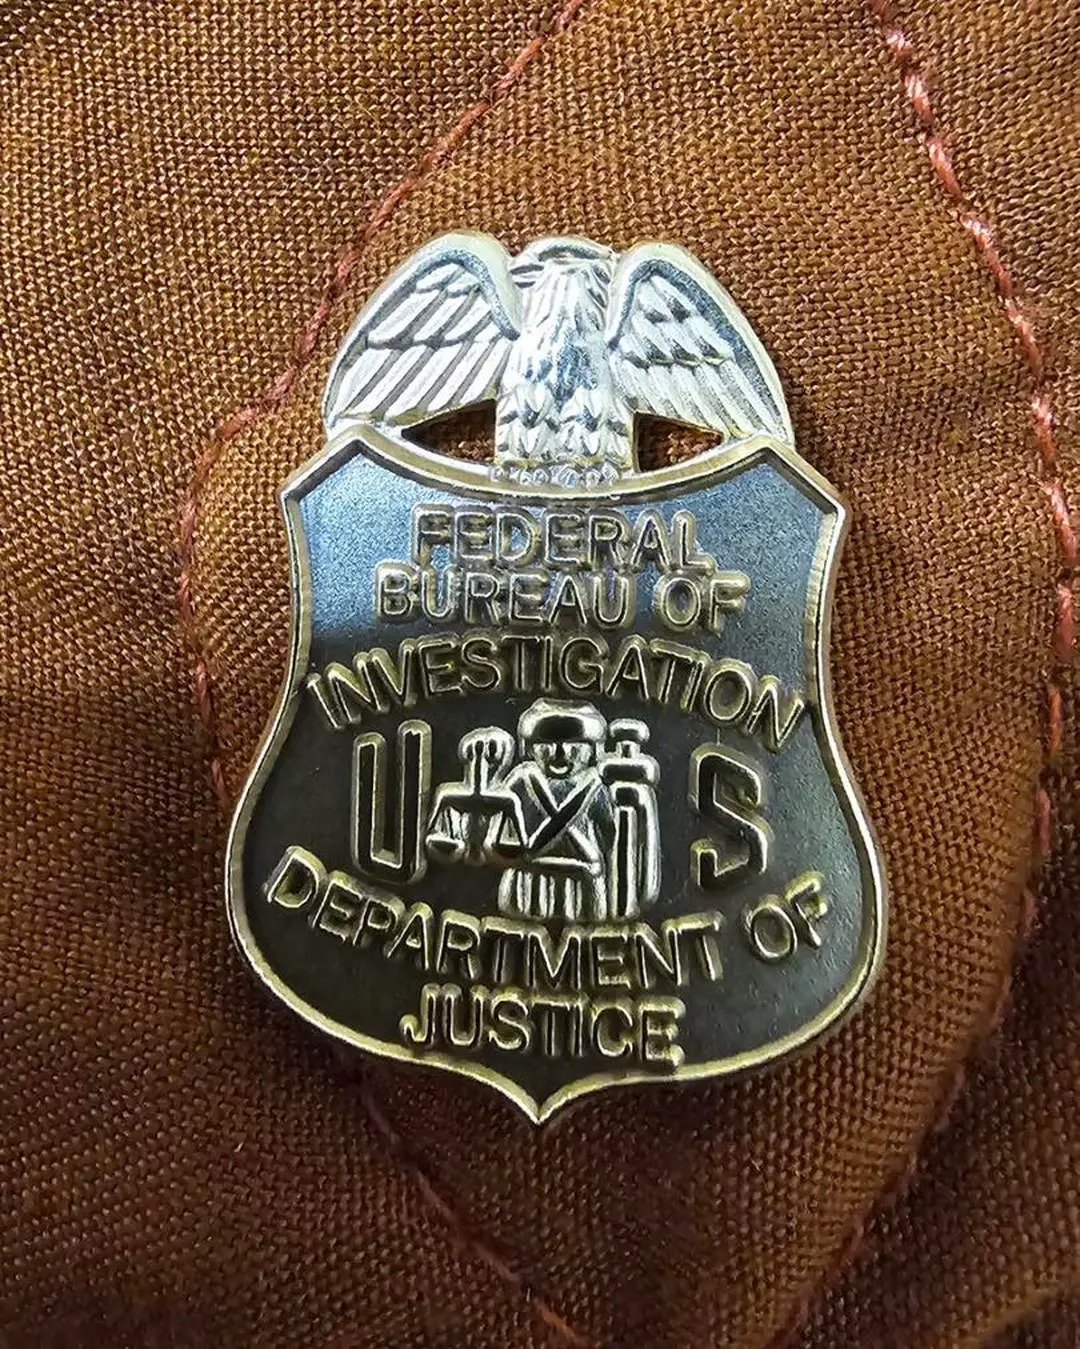 FEDERAL
BUREAU OF
INVESTIGATION
U S
DEPARTMENT OF
JUSTICE